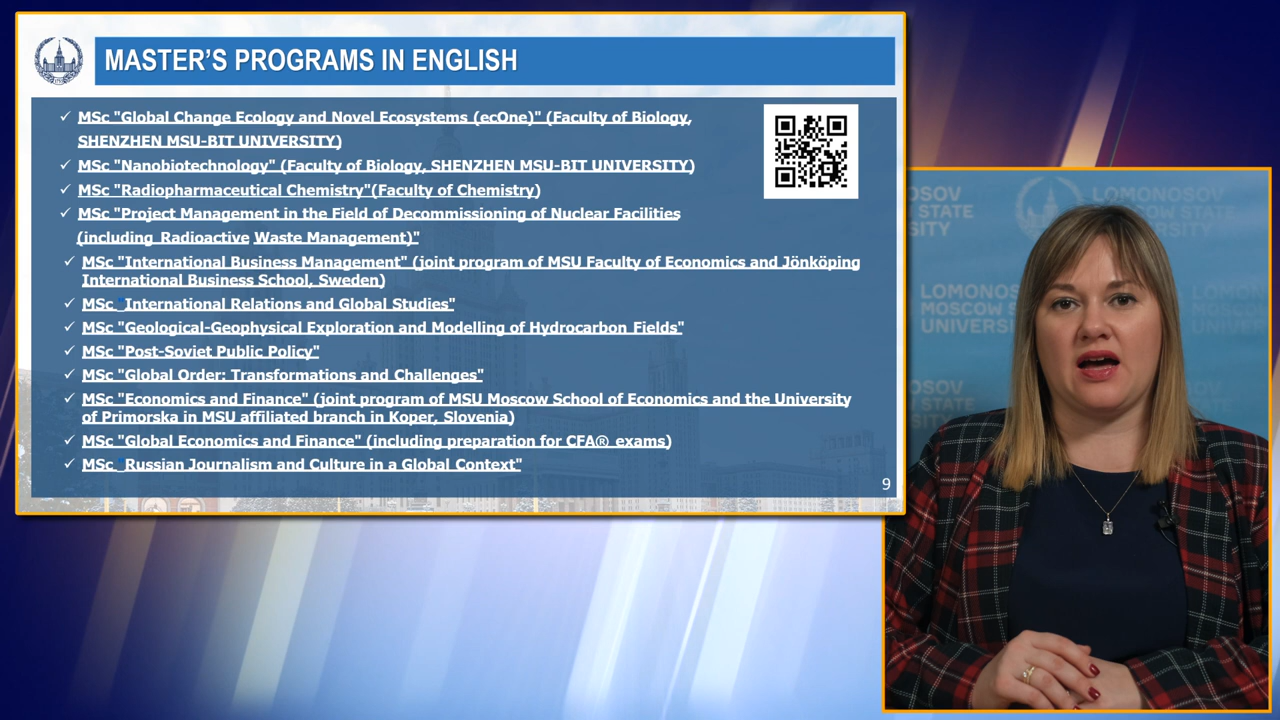 MASTER'S PROGRAMS IN ENGLISH
✓ MSc "Global Change Ecology and Novel Ecosystems (ecOne)" (Faculty of Biology,
SHENZHEN MSU-BIT UNIVERSITY)
✓ MSc "Nanobiotechnology" (Faculty of Biology, SHENZHEN MSU-BIT UNIVERSITY)
✓ MSc "Radiopharmaceutical Chemistry"(Faculty of Chemistry)
✓ MSc "Project Management in the Field of Decommissioning of Nuclear Facilities
(including Radioactive Waste Management)"
✓ MSc "International Business Management" (joint program of MSU Faculty of Economics and Jönköping
International Business School, Sweden)
✓ MSc "International Relations and Global Studies"
✓ MSc "Geological-Geophysical Exploration and Modelling of Hydrocarbon Fields"
✓ MSc "Post-Soviet Public Policy"
✓ MSc "Global Order: Transformations and Challenges"
✓ MSc "Economics and Finance" (joint program of MSU Moscow School of Economics and the University
of Primorska in MSU affiliated branch in Koper, Slovenia)
✓ MSc "Global Economics and Finance" (including preparation for CFA® exams)
✓ MSc "Russian Journalism and Culture in a Global Context"
9
LOMONOSOV
STATE
LOMONOS
MOSCOW S
UNIVERSI